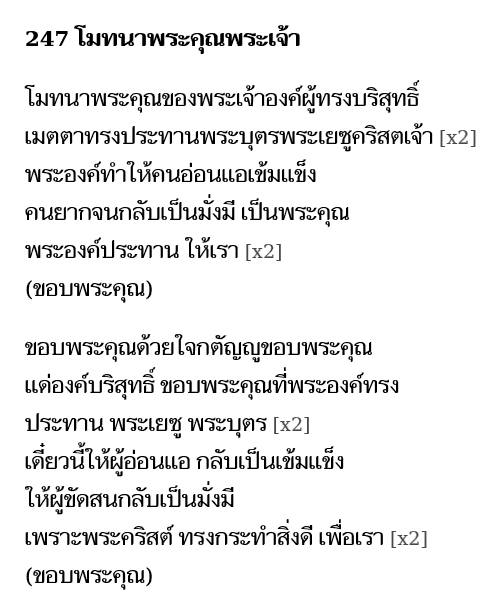 247 โมทนาพระคุณพระเจ้า
โมทนาพระคุณของพระเจ้าองค์ผู้ทรงบริสุทธิ์
เมตตาทรงประทานพระบุตรพระเยซูคริสตเจ้า [x2]
พระองค์ทำให้คนอ่อนแอเข้มแข็ง
คนยากจนกลับเป็นมั่งมี เป็นพระคุณ
พระองค์ประทาน ให้เรา [x2]
(ขอบพระคุณ)
ขอบพระคุณด้วยใจกตัญญูขอบพระคุณ
แด่องค์บริสุทธิ์ ขอบพระคุณที่พระองค์ทรง
ประทาน พระเยซู พระบุตร [x2]
เดี๋ยวนี้ให้ผู้อ่อนแอ กลับเป็นเข้มแข็ง
ให้ผู้ขัดสนกลับเป็นมั่งมี
เพราะพระคริสต์ ทรงกระทำสิ่งดี เพื่อเรา [x2]
(ขอบพระคุณ)